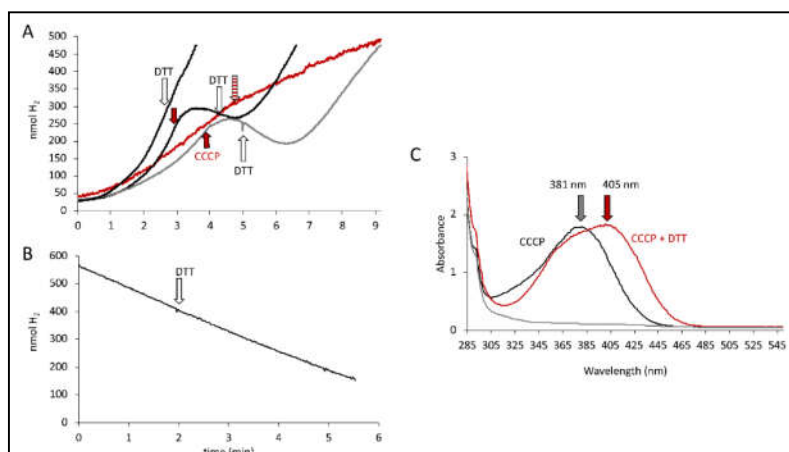 A
500
450
400
350
300
250
200
150
100
50
0
nmol H2
DTT
DTT
CCCP
DTT
0 1 2 3 4 5 6 7 8 9
B
600
500
400
300
200
100
0
nmol H2
DTT
0 1 2 3 4 5 6
time (min)
C
3
2
1
0
Absorbance
381 nm 405 nm
CCCP
CCCP + DTT
285 305 325 345 365 385 405 425 445 465 485 505 525 545
Wavelength (nm)